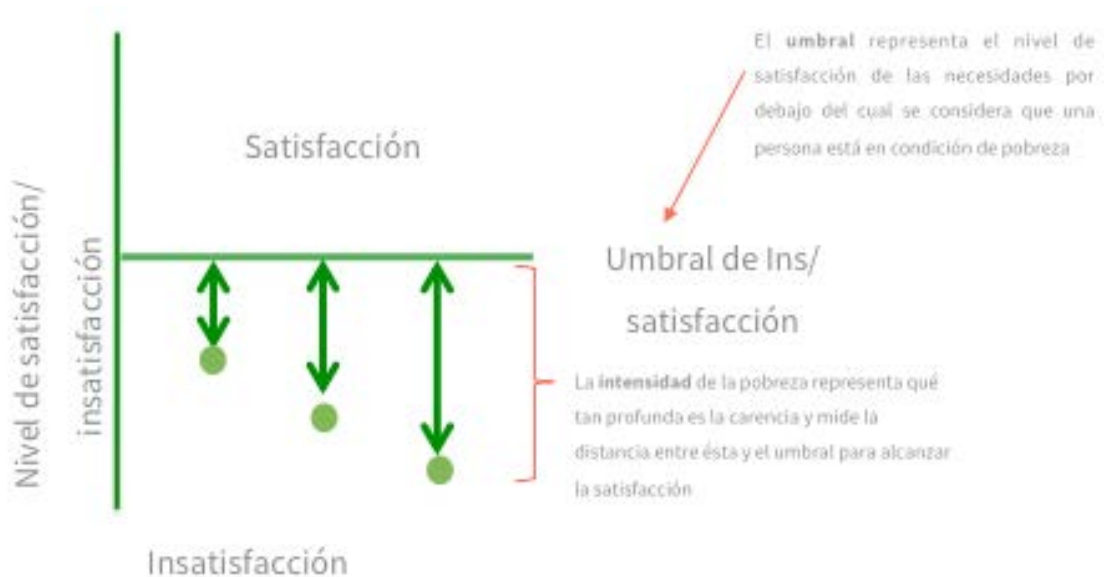 El umbral representa el nivel de
satisfacción de las necesidades por
debajo del cual se considera que una
persona está en condición de pobreza
Satisfacción
Nivel de satisfacción/
insatisfacción
Umbral de Ins/
satisfacción
La intensidad de la pobreza representa qué
tan profunda es la carencia y mide la
distancia entre ésta y el umbral para alcanzar
la satisfacción
Insatisfacción